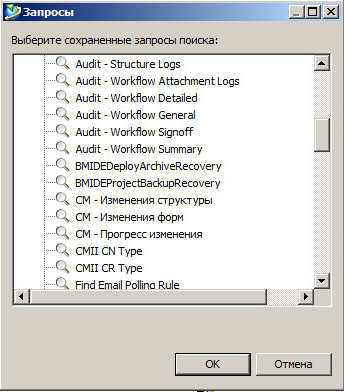 Запросы
Выберите сохраненные запросы поиска:
Audit - Structure Logs
Audit - Workflow Attachment Logs
Audit - Workflow Detailed
Audit - Workflow General
Audit - Workflow Signoff
Audit - Workflow Summary
BMIDEDeployArchiveRecovery
BMIDEProjectBackupRecovery
CM - Изменения структуры
CM - Изменения форм
CM - Прогресс изменения
CMII CN Type
CMII CR Type
Find Email Polling Rule
OK Отмена